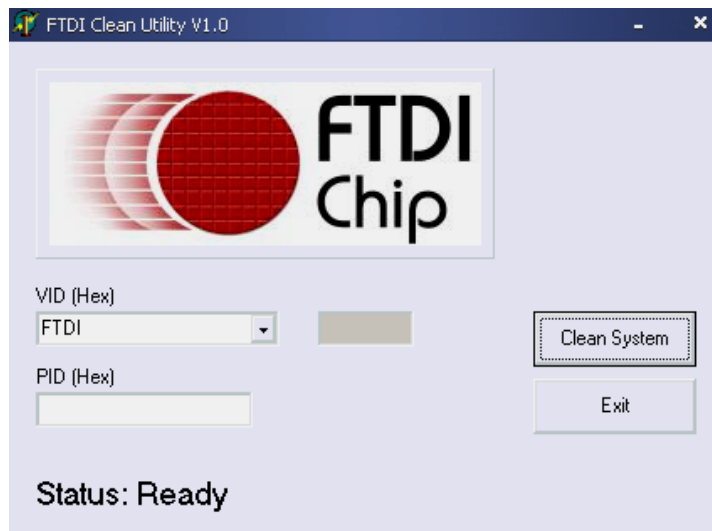 FTDI Clean Utility V1.0
FTDI
Chip
VID (Hex)
FTDI
Clean System
PID (Hex)
Exit
Status: Ready